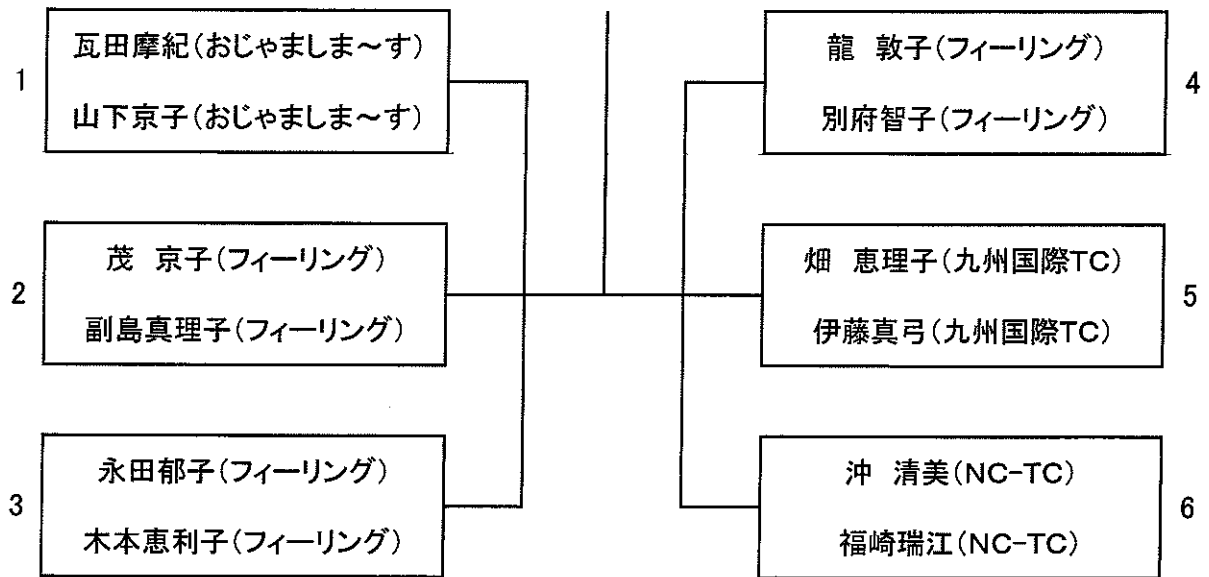 1
瓦田摩紀(おじゃましま～す)
山下京子(おじゃましま～す)
2
茂 京子(フィーリング)
副島真理子(フィーリング)
3
永田郁子(フィーリング)
木本恵利子(フィーリング)
龍 敦子(フィーリング)
別府智子(フィーリング)
4
畑 恵理子(九州国際TC)
伊藤真弓(九州国際TC)
5
沖 清美(NC-TC)
福崎瑞江(NC-TC)
6